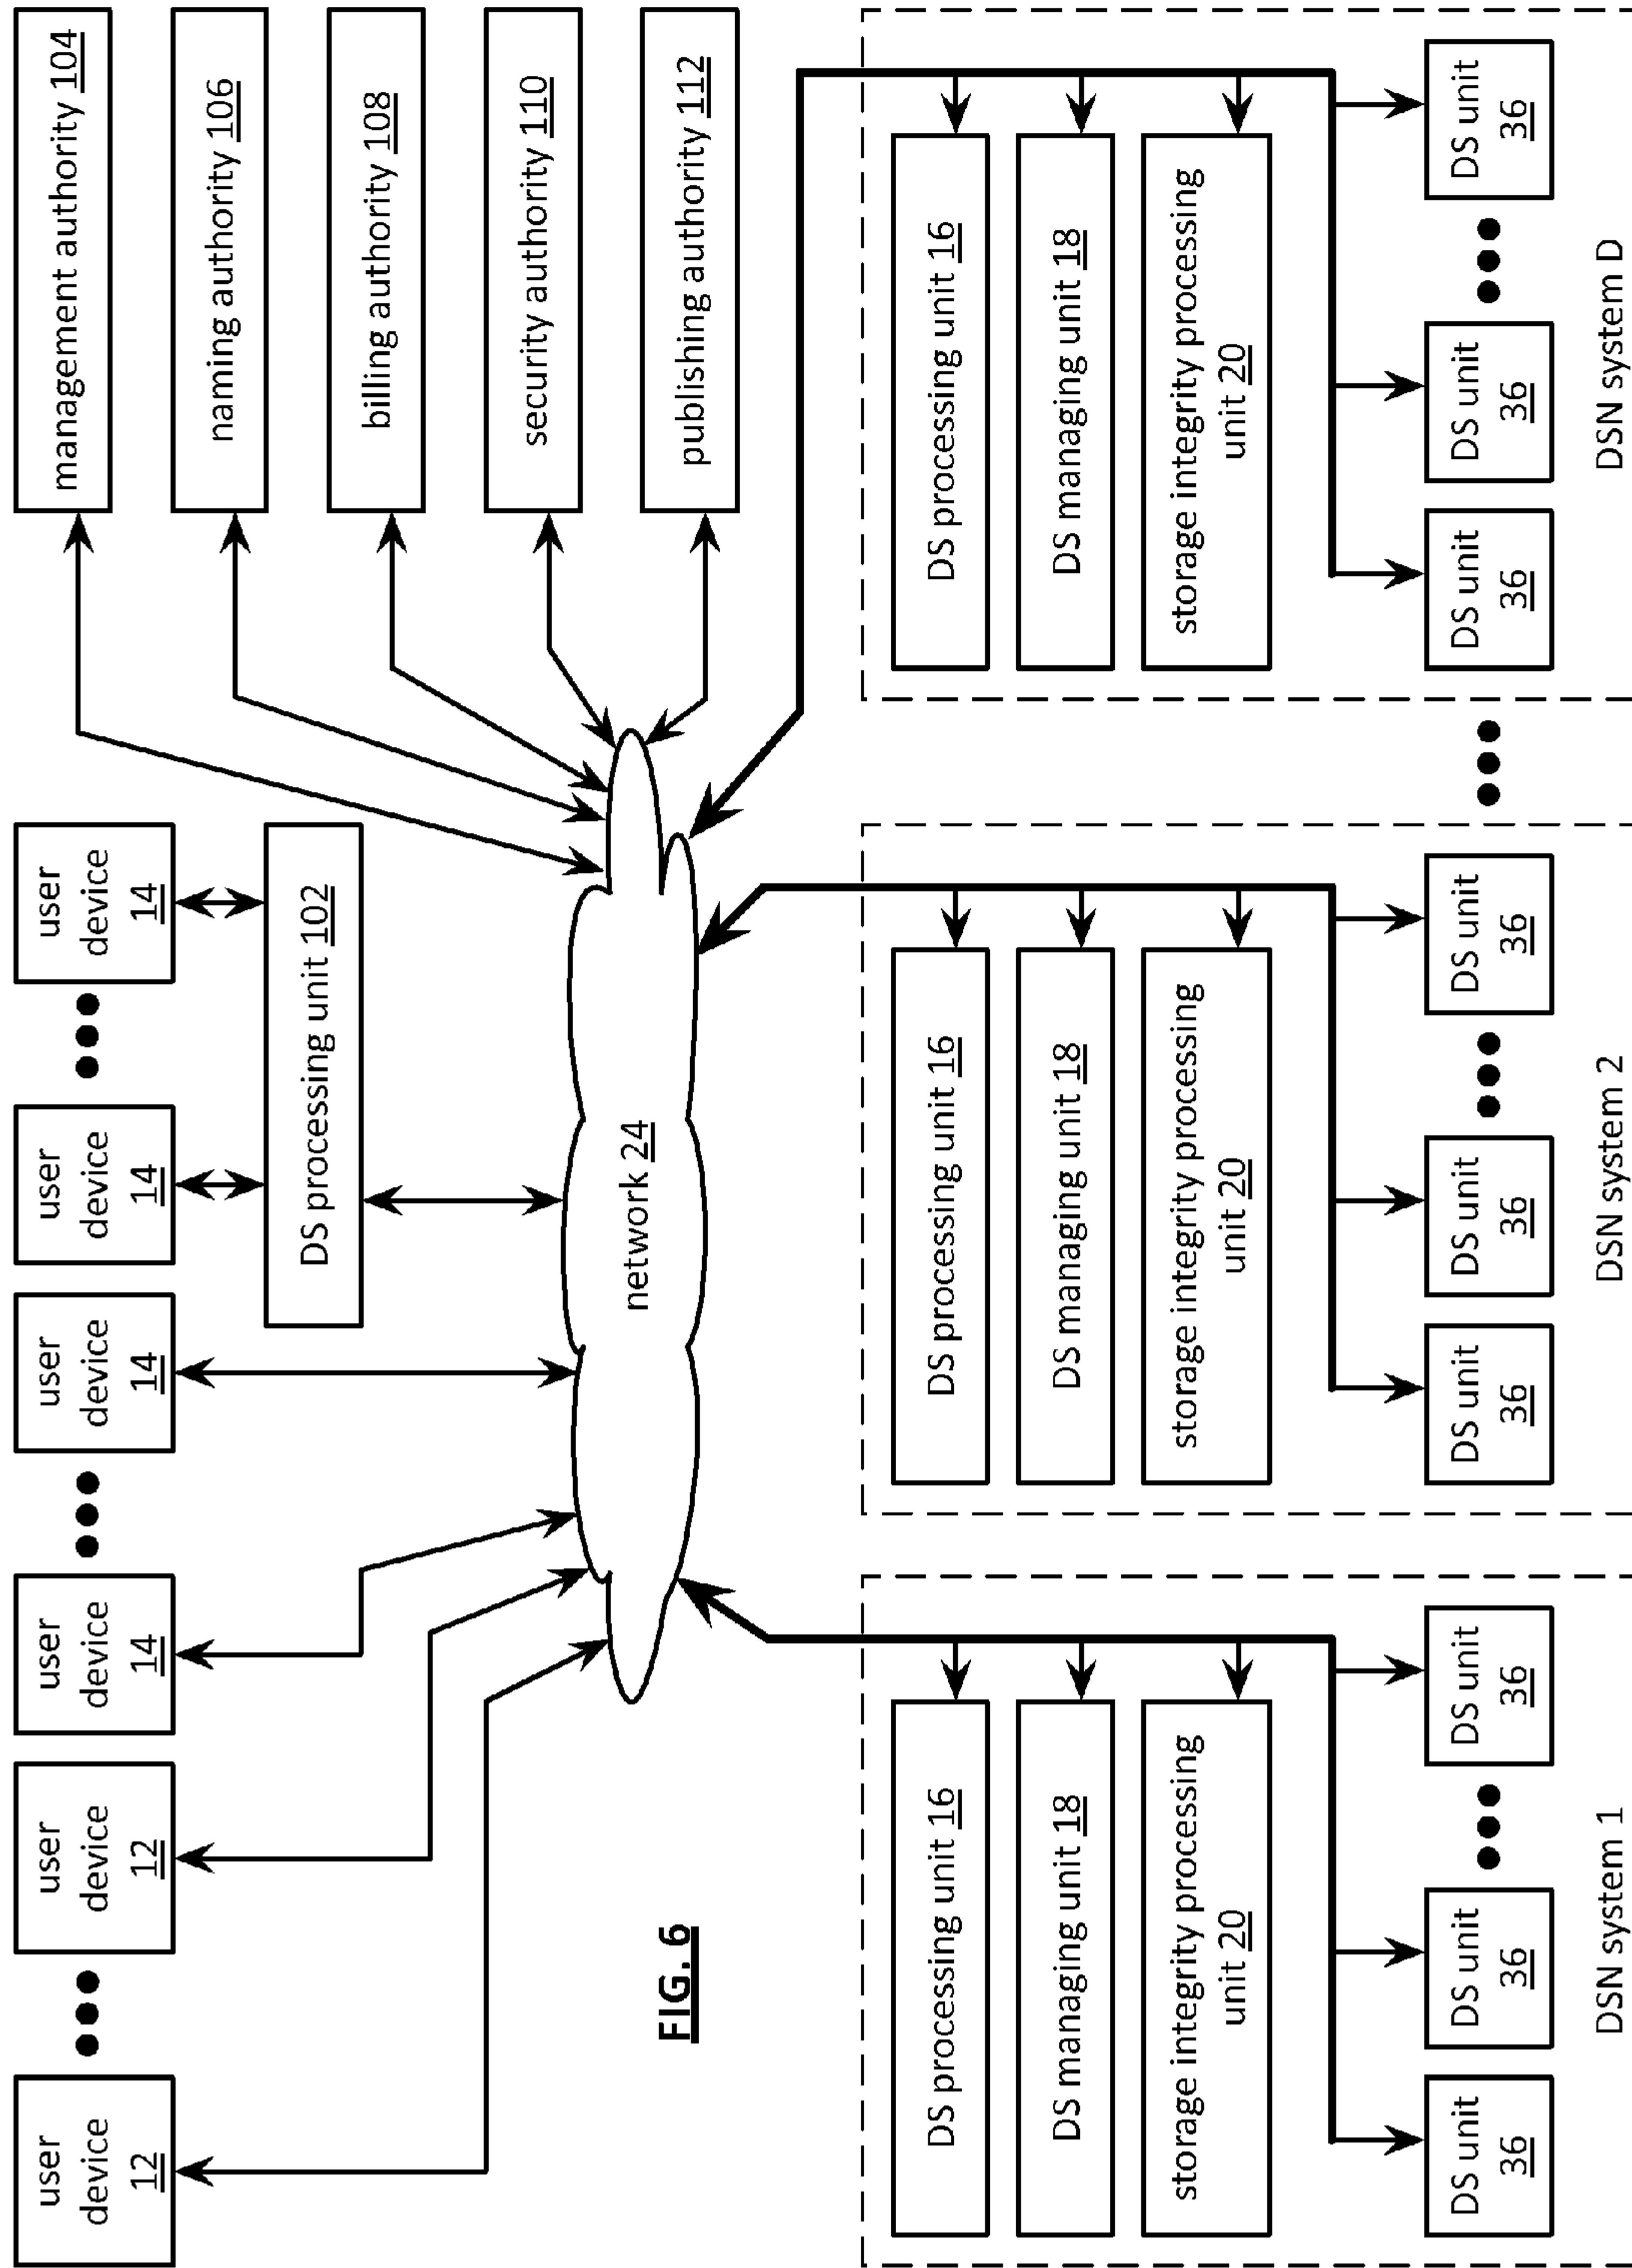 user
device
12
user
device
12
user
device
14
user
device
14
user
device
14
user
device
14
DS processing unit 102
management authority 104
naming authority 106
billing authority 108
security authority 110
publishing authority 112
network 24
FIG. 6
DS processing unit 16
DS managing unit 18
storage integrity processing
unit 20
DS unit
36
DS unit
36
DS unit
36
DSN system 1
DS processing unit 16
DS managing unit 18
storage integrity processing
unit 20
DS unit
36
DS unit
36
DS unit
36
DSN system 2
DS processing unit 16
DS managing unit 18
storage integrity processing
unit 20
DS unit
36
DS unit
36
DS unit
36
DSN system D